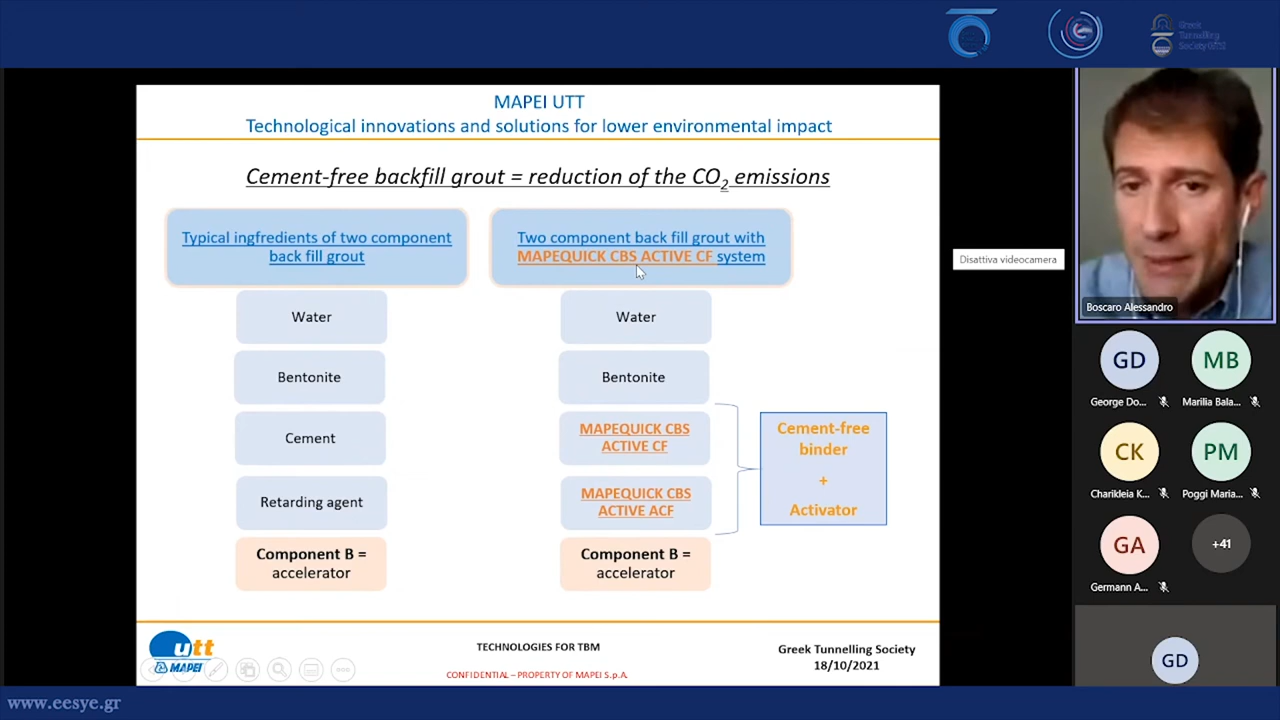 Greek
Tunnelling
Society (GTS)
MAPEI UTT
Technological innovations and solutions for lower environmental impact
Cement-free backfill grout = reduction of the CO2 emissions
Typical ingfredients of two component
back fill grout
Two component back fill grout with
MAPEQUICK CBS ACTIVE CF system
Water
Bentonite
Cement
Retarding agent
Component B =
accelerator
Water
Bentonite
MAPEQUICK CBS
ACTIVE CF
MAPEQUICK CBS
ACTIVE ACF
Component B =
accelerator
Cement-free
binder
+
Activator
utt
MAPEI
TECHNOLOGIES FOR TBM
CONFIDENTIAL – PROPERTY OF MAPEI S.p.A.
Greek Tunnelling Society
18/10/2021
Disattiva videocamera
Boscaro Alessandro
GD
George Do...
MB
Marilia Bala...
CK
Charikleia K...
PM
Poggi Maria...
GA
Germann A...
+41
GD
www.eesye.gr